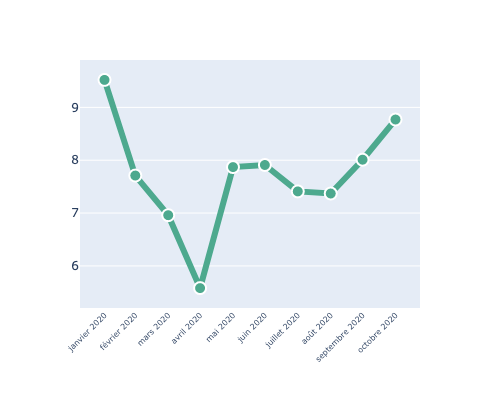 9
8
7
6
janvier 2020
février 2020
mars 2020
avril 2020
mai 2020
juin 2020
juillet 2020
août 2020
septembre 2020
octobre 2020